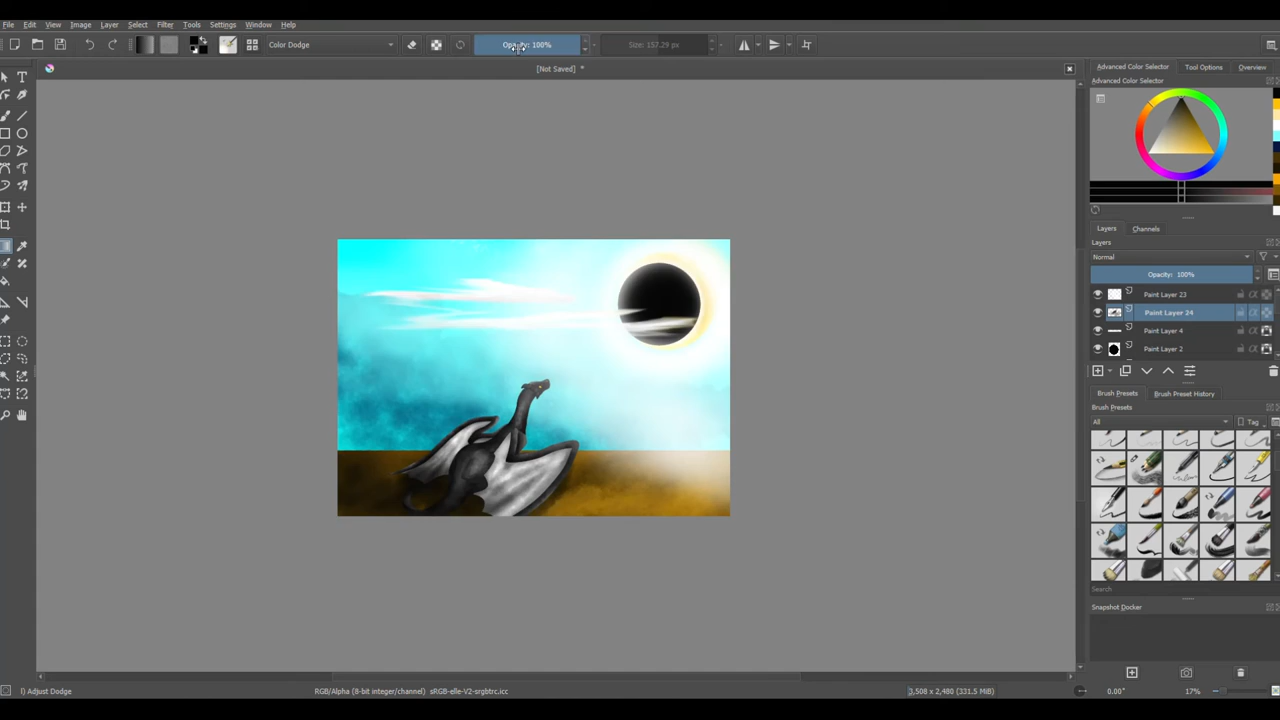 File Edit View Image Layer Select Filter Tools Settings Window Help
Color Dodge Opacity: 100% Size: 157.29 px
[Not Saved] *
Advanced Color Selector Tool Options Overview
Advanced Color Selector
Layers Channels
Layers
Normal
Opacity: 100%
Paint Layer 23
Paint Layer 24
Paint Layer 4
Paint Layer 2
Brush Presets Brush Preset History
Brush Presets
All Tag
Search
Snapshot Docker
l) Adjust Dodge RGB/Alpha (8-bit integer/channel) sRGB-elle-V2-srgbtrc.icc 3,508 x 2,480 (331.5 MiB) 0.00° 17%